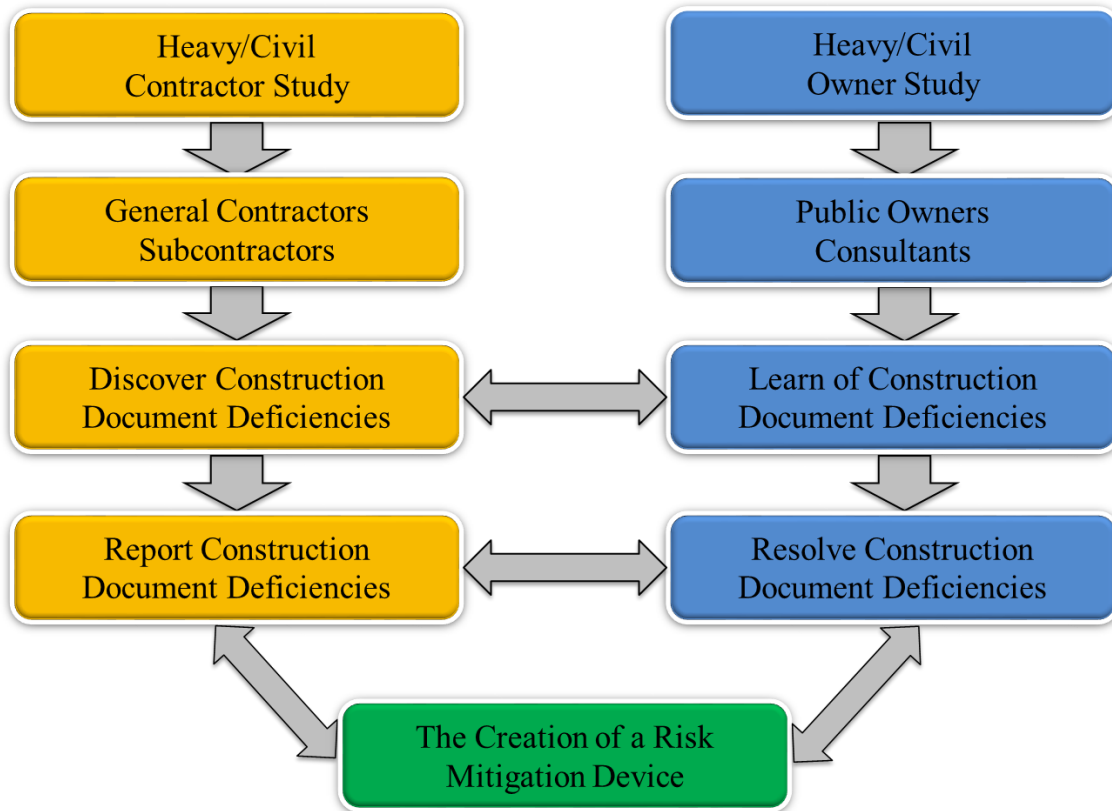 Heavy/Civil
Contractor Study
Heavy/Civil
Owner Study
General Contractors
Subcontractors
Public Owners
Consultants
Discover Construction
Document Deficiencies
Learn of Construction
Document Deficiencies
Report Construction
Document Deficiencies
Resolve Construction
Document Deficiencies
The Creation of a Risk
Mitigation Device